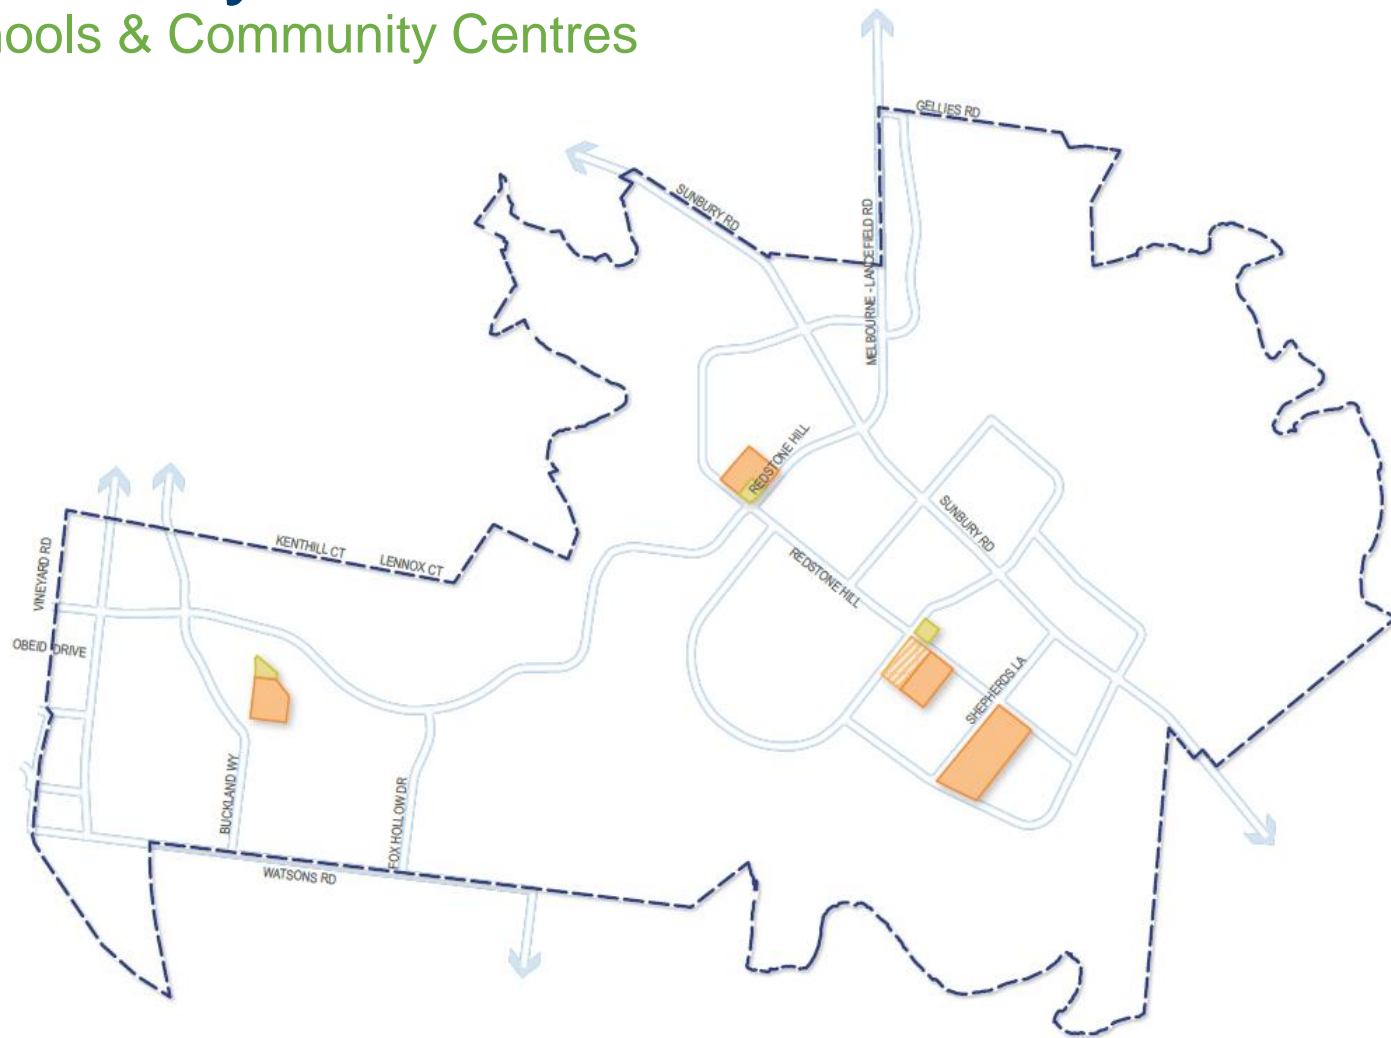 ools & Community Centres
GELLIES RD
SUNBURY RD
MELBOURNE - LANCEFIELD RD
REDSTONE HILL
SUNBURY RD
KENTHILL CT
LENNOX CT
VINEYARD RD
REDSTONE HILL
OBEID DRIVE
SHEPHERDS LA
BUCKLAND WY
FOX HOLLOW DR
WATSONS RD